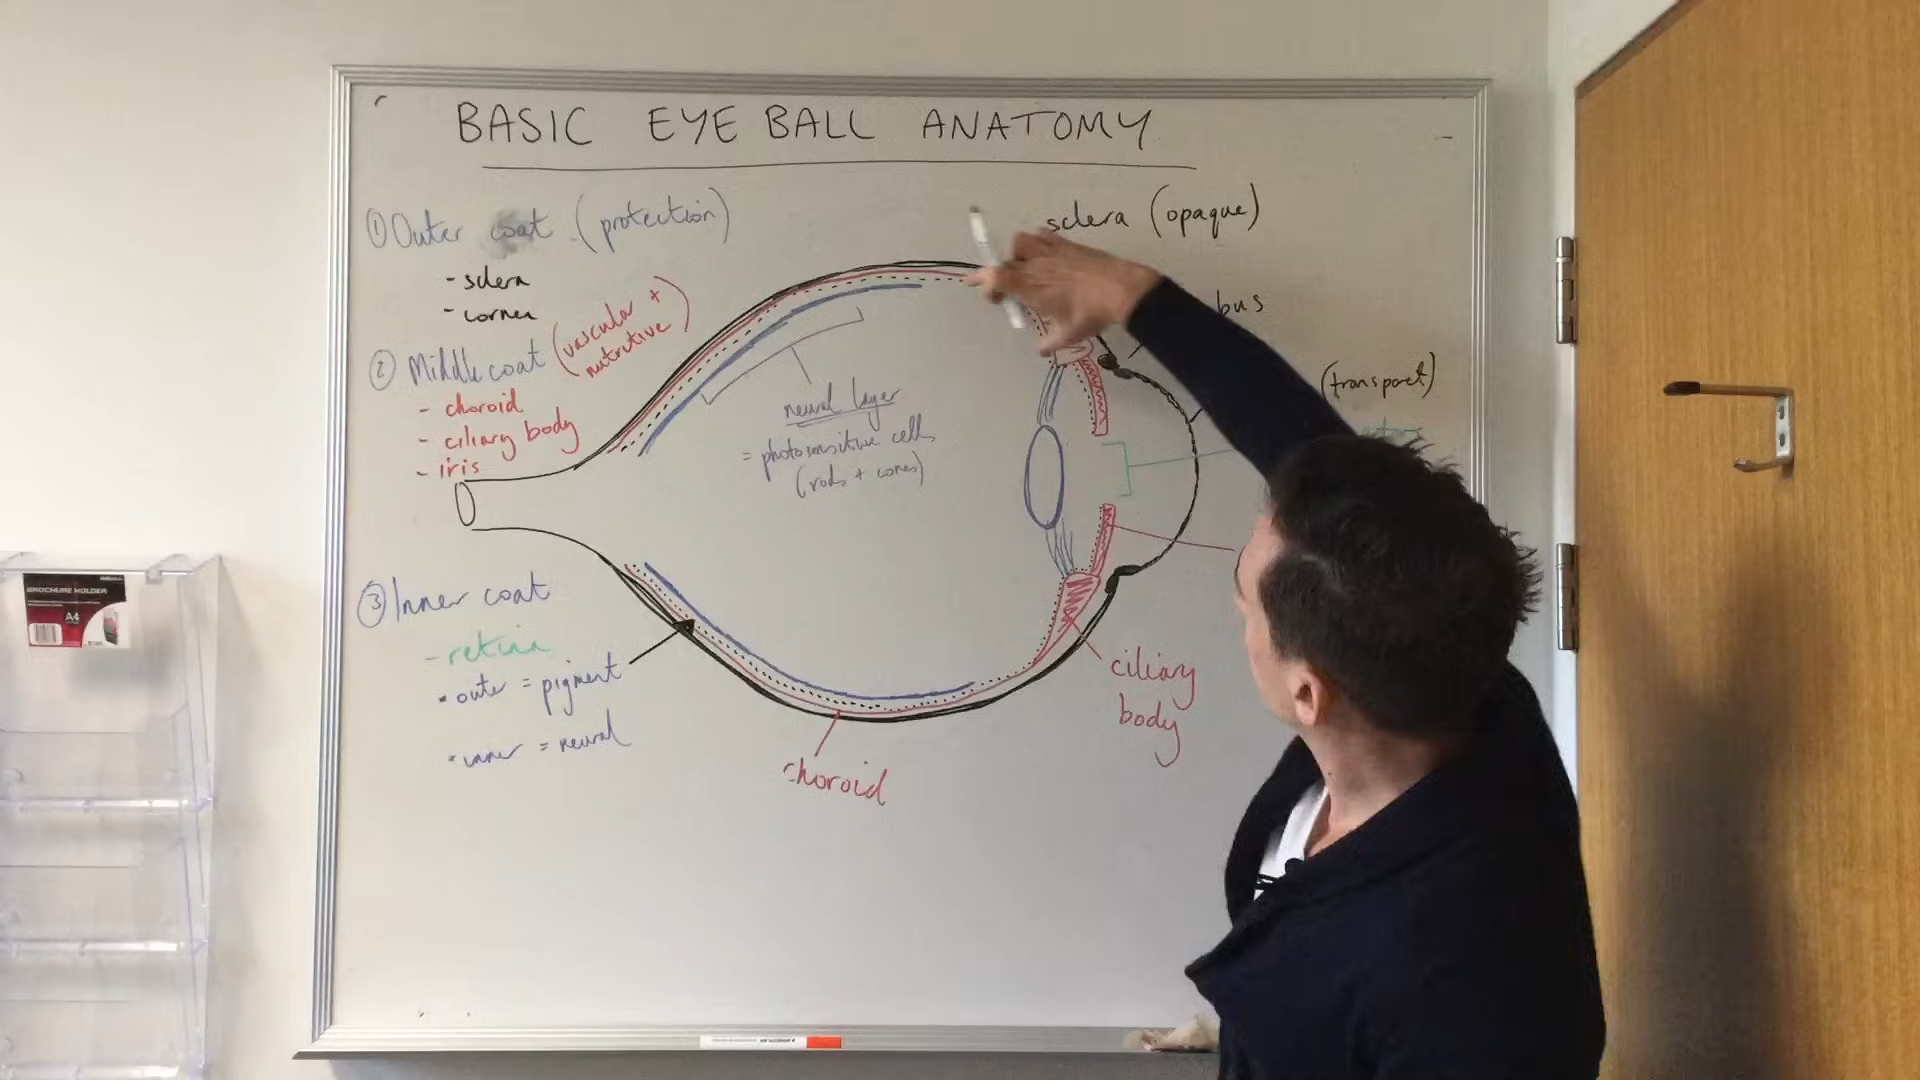 BASIC EYE BALL ANATOMY
① Outer coat (protection)
- sclera
- cornea
② Middle coat (vascular + nutritive)
- choroid
- ciliary body
- iris
③ Inner coat
- retina
• outer = pigment
• inner = neural
neural layer
= photosensitive cells
(rods + cones)
choroid
sclera (opaque)
bus
(transparet)
ciliary
body
BROCHURE HOLDER
A4